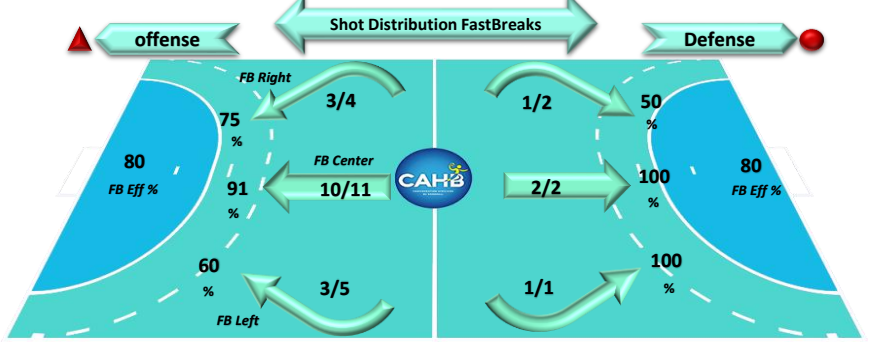 Shot Distribution FastBreaks
offense
Defense
FB Right
3/4
1/2
75
%
50
%
FB Center
80
FB Eff %
91
%
10/11
CAHB
2/2
100
%
80
FB Eff %
60
%
3/5
1/1
100
%
FB Left